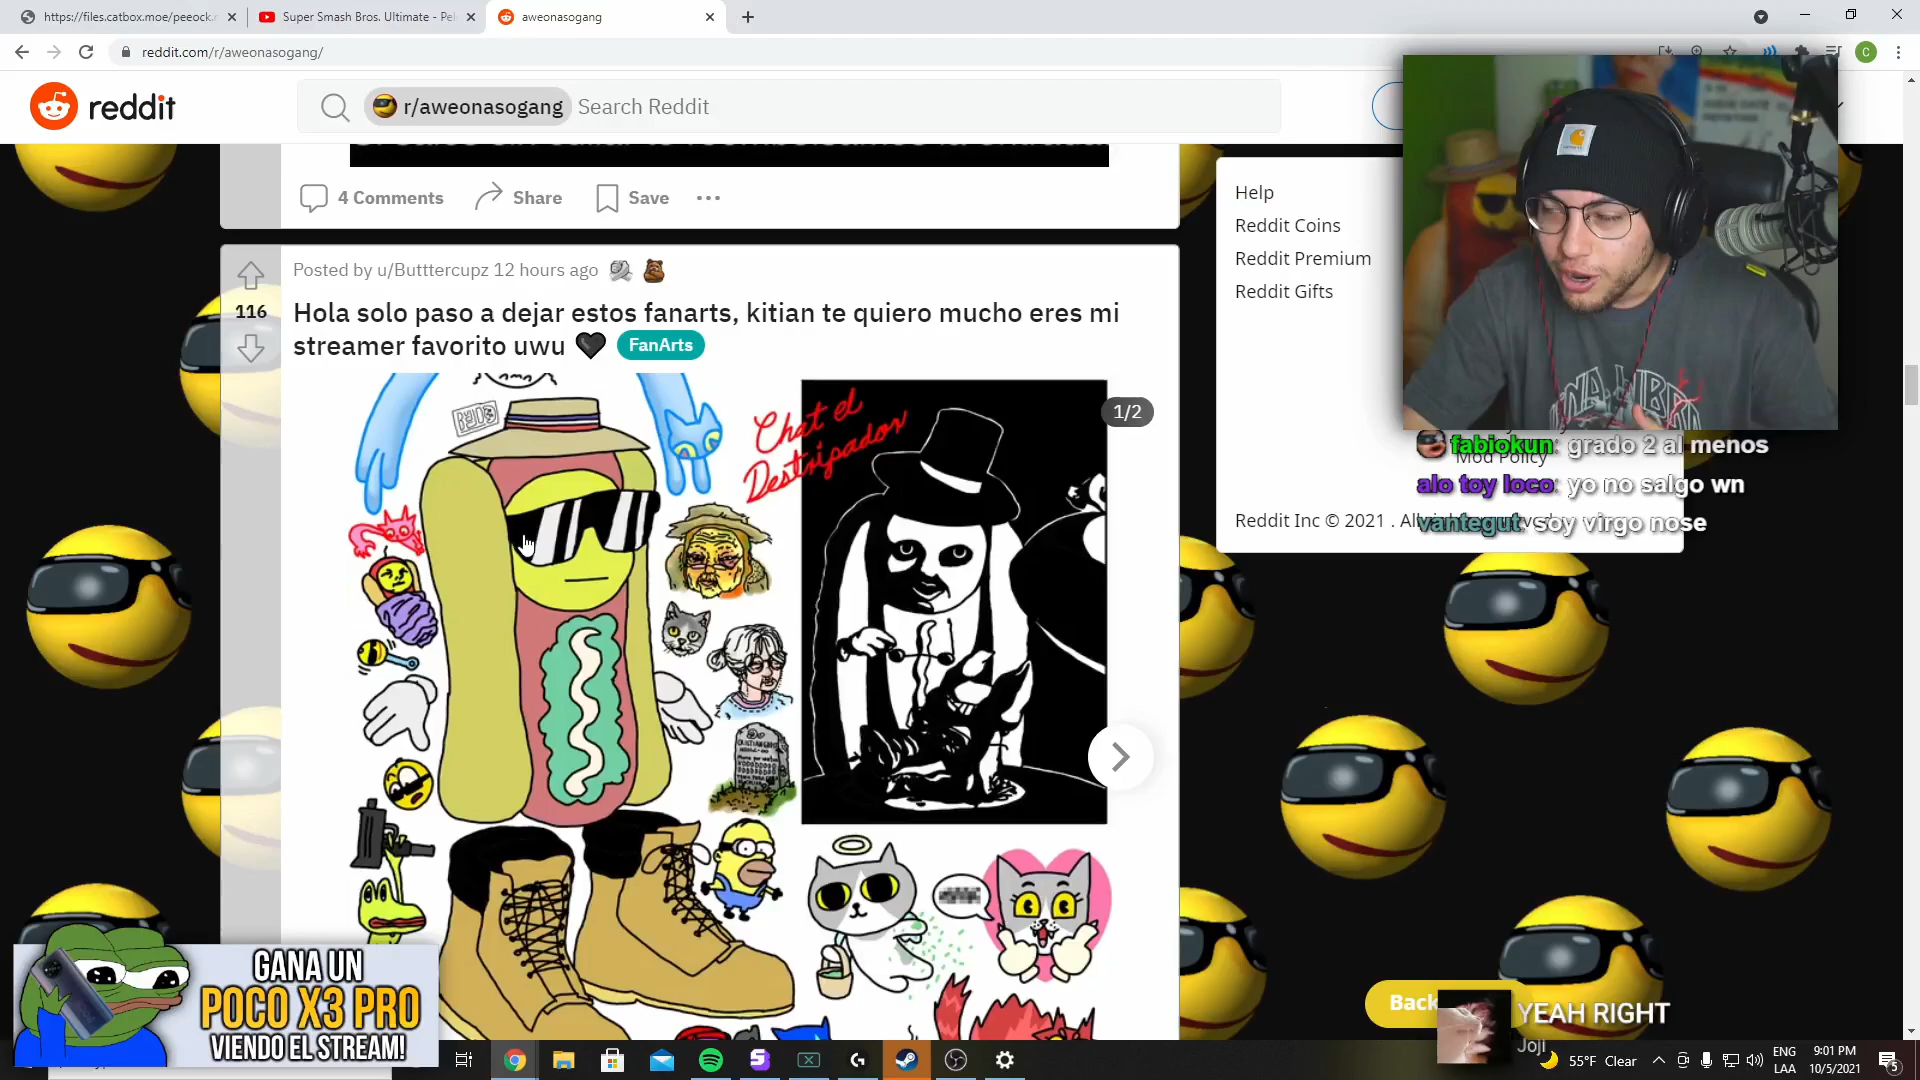 https://files.catbox.moe/peeock.r
Super Smash Bros. Ultimate - Pel
aweonasogang
reddit.com/r/aweonasogang/
C
reddit
r/aweonasogang
Search Reddit
4 Comments
Share
Save
Posted by u/Butttercupz 12 hours ago
116
Hola solo paso a dejar estos fanarts, kitian te quiero mucho eres mi
streamer favorito uwu
FanArts
1/2
Chat el
Destripador
Help
Reddit Coins
Reddit Premium
Reddit Gifts
Mod Policy
Reddit Inc © 2021 .
fabiokun: grado 2 al menos
alo toy loco: yo no salgo wn
vantegut: soy virgo nose
GANA UN
POCO X3 PRO
VIENDO EL STREAM!
Back
YEAH RIGHT
Joji
55°F Clear
ENG
LAA
9:01 PM
10/5/2021
5